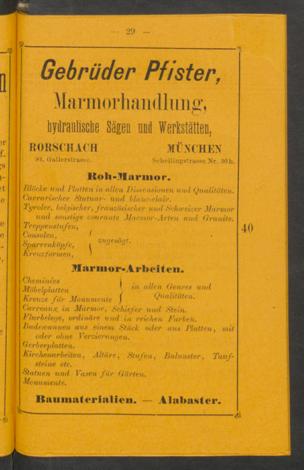 — 29 —
Gebrüder Pfister,
Marmorhandlung,
hydraulische Sägen und Werkstätten,
RORSCHACH MÜNCHEN
St. Gallerstrasse. Schellingstrasse Nr.
Roh-Marmor.
Blöcke und Platten in allen Dimensionen und Qualitäten.
Carrarischer Statuar- und blanc-clair.
Tyroler, belgischer, französischer und Schweizer Marmor
und sonstige courante Marmor-Arten und Granite.
Treppenstufen,
Consolen,
Sparrenköpfe,
Kreuzformen,
zugesägt.
40
Marmor-Arbeiten.
Cheminées
Möbelplatten
Kreuze für Monumente
in allen Genres und
Qualitäten.
Carreaux in Marmor, Schiefer und Stein.
Plurbelege, ordinäre und in reichen Farben.
Badewannen aus einem Stück oder aus Platten, mit
oder ohne Verzierungen.
Gerberplatten.
Kirchenarbeiten, Altäre, Stufen, Baluster, Tauf-
steine etc.
Statuen und Vasen für Gärten.
Monumente.
Baumaterialien. — Alabaster.